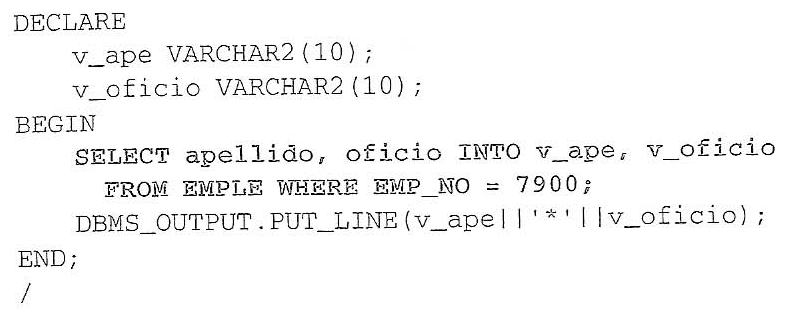 DECLARE
v_ape VARCHAR2(10);
v_oficio VARCHAR2(10);
BEGIN
SELECT apellido, oficio INTO v_ape, v_oficio
FROM EMPLE WHERE EMP_NO = 7900;
DBMS_OUTPUT.PUT_LINE(v_ape||'*'||v_oficio);
END;
/